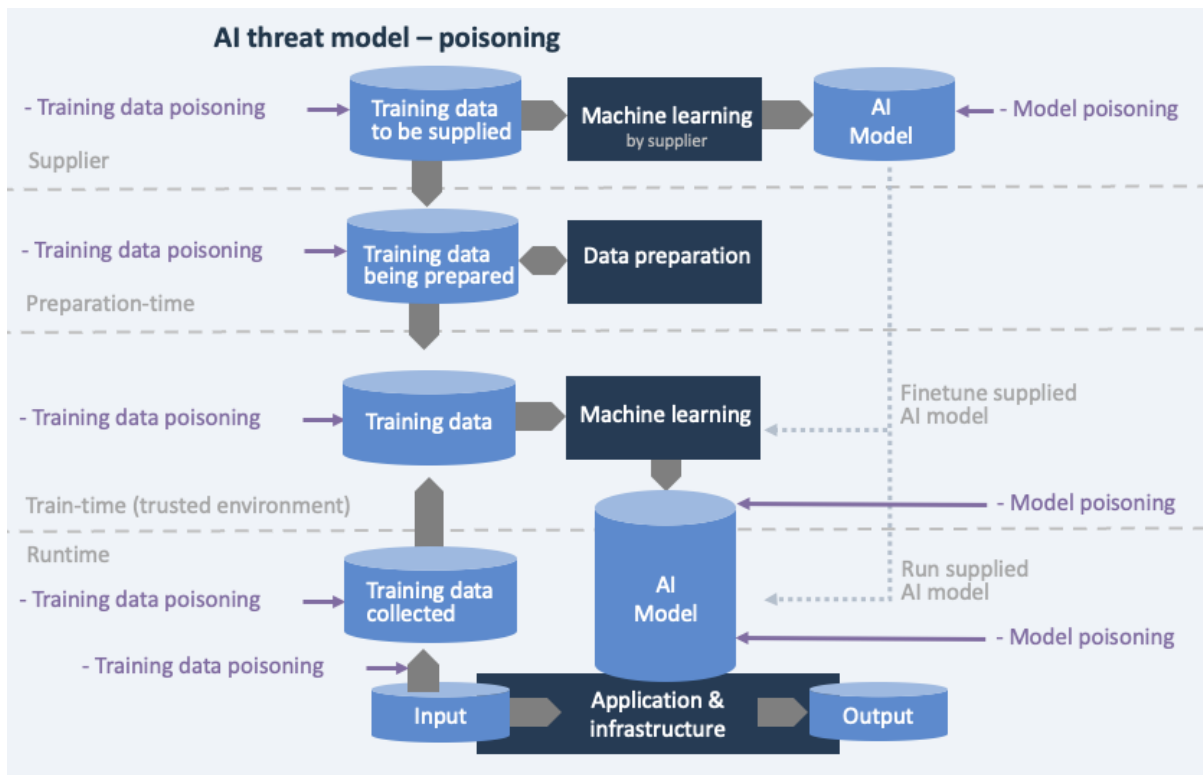 AI threat model – poisoning
- Training data poisoning
Training data
to be supplied
Machine learning
by supplier
AI
Model
- Model poisoning
Supplier
- Training data poisoning
Training data
being prepared
Data preparation
Preparation-time
- Training data poisoning
Training data
Machine learning
Finetune supplied
AI model
Train-time (trusted environment)
- Model poisoning
Runtime
- Training data poisoning
Training data
collected
AI
Model
Run supplied
AI model
- Model poisoning
- Training data poisoning
Input
Application &
infrastructure
Output